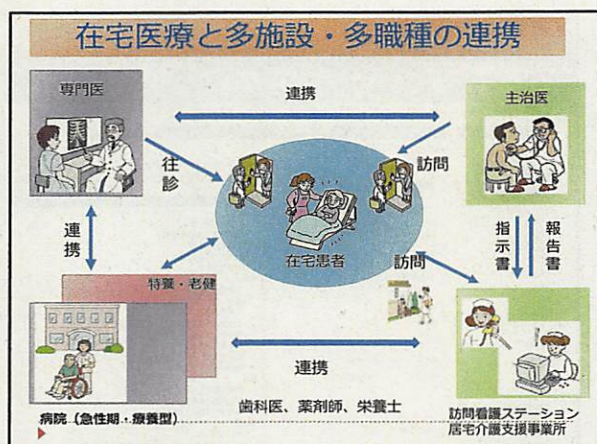 在宅医療と多施設・多職種の連携
専門医
連携
主治医
往診
訪問
連携
在宅患者
指示書
報告書
特養・老健
訪問
連携
病院（急性期・療養型）
歯科医、薬剤師、栄養士
訪問看護ステーション
居宅介護支援事業所